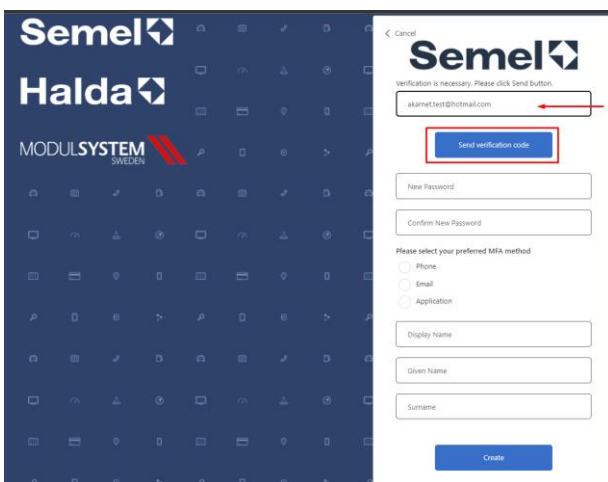 Semel
Halda
MODULSYSTEM
SWEDEN
Cancel
Semel
Verification is necessary. Please click Send button.
akarnet.test@hotmail.com
Send verification code
New Password
Confirm New Password
Please select your preferred MFA method
Phone
Email
Application
Display Name
Given Name
Surname
Create